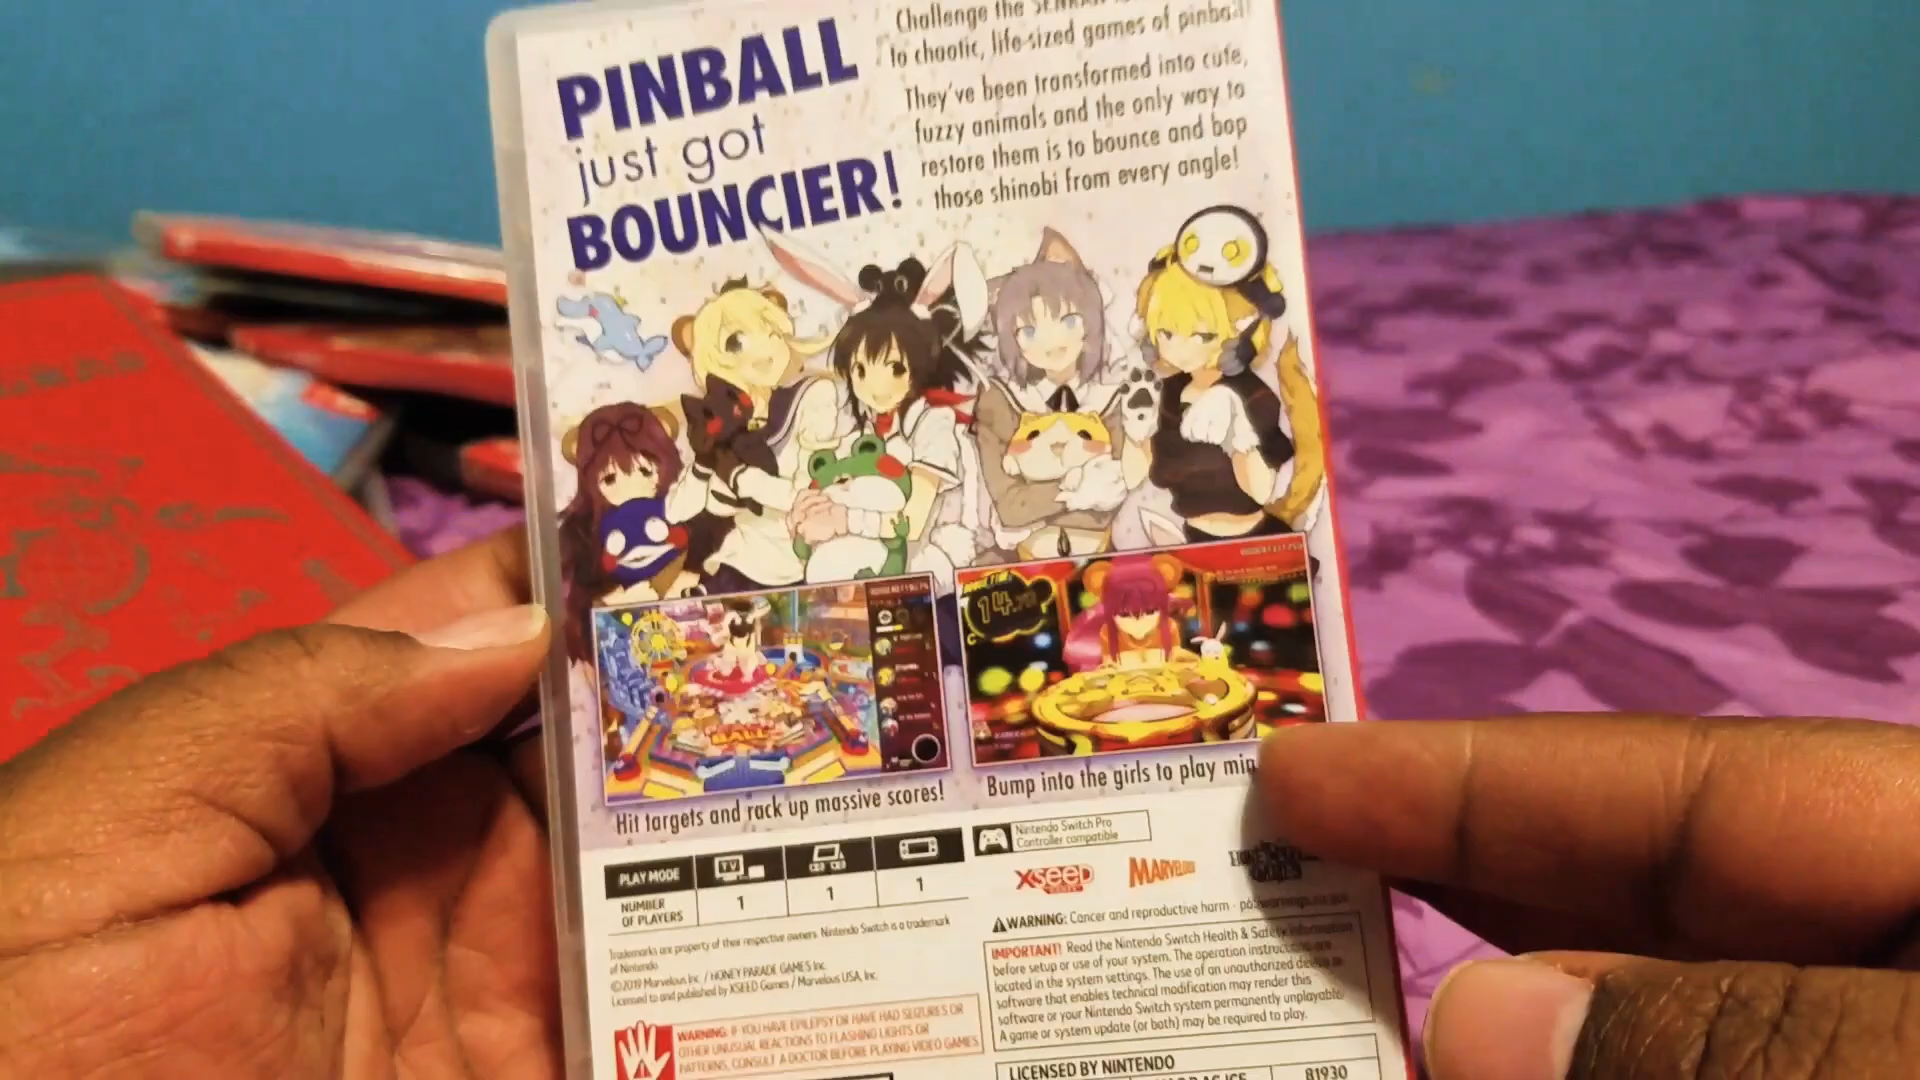 PINBALL
just got
BOUNCIER!
Challenge the
to chaotic, life-sized games of pinball!
They've been transformed into cute,
fuzzy animals and the only way to
restore them is to bounce and bop
those shinobi from every angle!
14.
BALL
Hit targets and rack up massive scores!
Bump into the girls to play
PLAY MODE
TV
NUMBER
OF PLAYERS
1
1
1
Nintendo Switch Pro
Controller compatible
XSEED
GAMES
MARVELOUS
Trademarks are property of their respective owners. Nintendo Switch is a trademark
of Nintendo.
©2019 Marvelous Inc. / HONEY PARADE GAMES Inc.
Licensed to and published by XSEED Games / Marvelous USA, Inc.
WARNING: IF YOU HAVE EPILEPSY OR HAVE HAD SEIZURES OR
OTHER UNUSUAL REACTIONS TO FLASHING LIGHTS OR
PATTERNS, CONSULT A DOCTOR BEFORE PLAYING VIDEO GAMES.
WARNING: Cancer and reproductive harm -
IMPORTANT! Read the Nintendo Switch Health & Safety Information
before setup or use of your system. The operation instructions are
located in the system settings. The use of an unauthorized device or
software that enables technical modification may render this
software or your Nintendo Switch system permanently unplayable.
A game or system update (or both) may be required to play.
LICENSED BY NINTENDO
81930